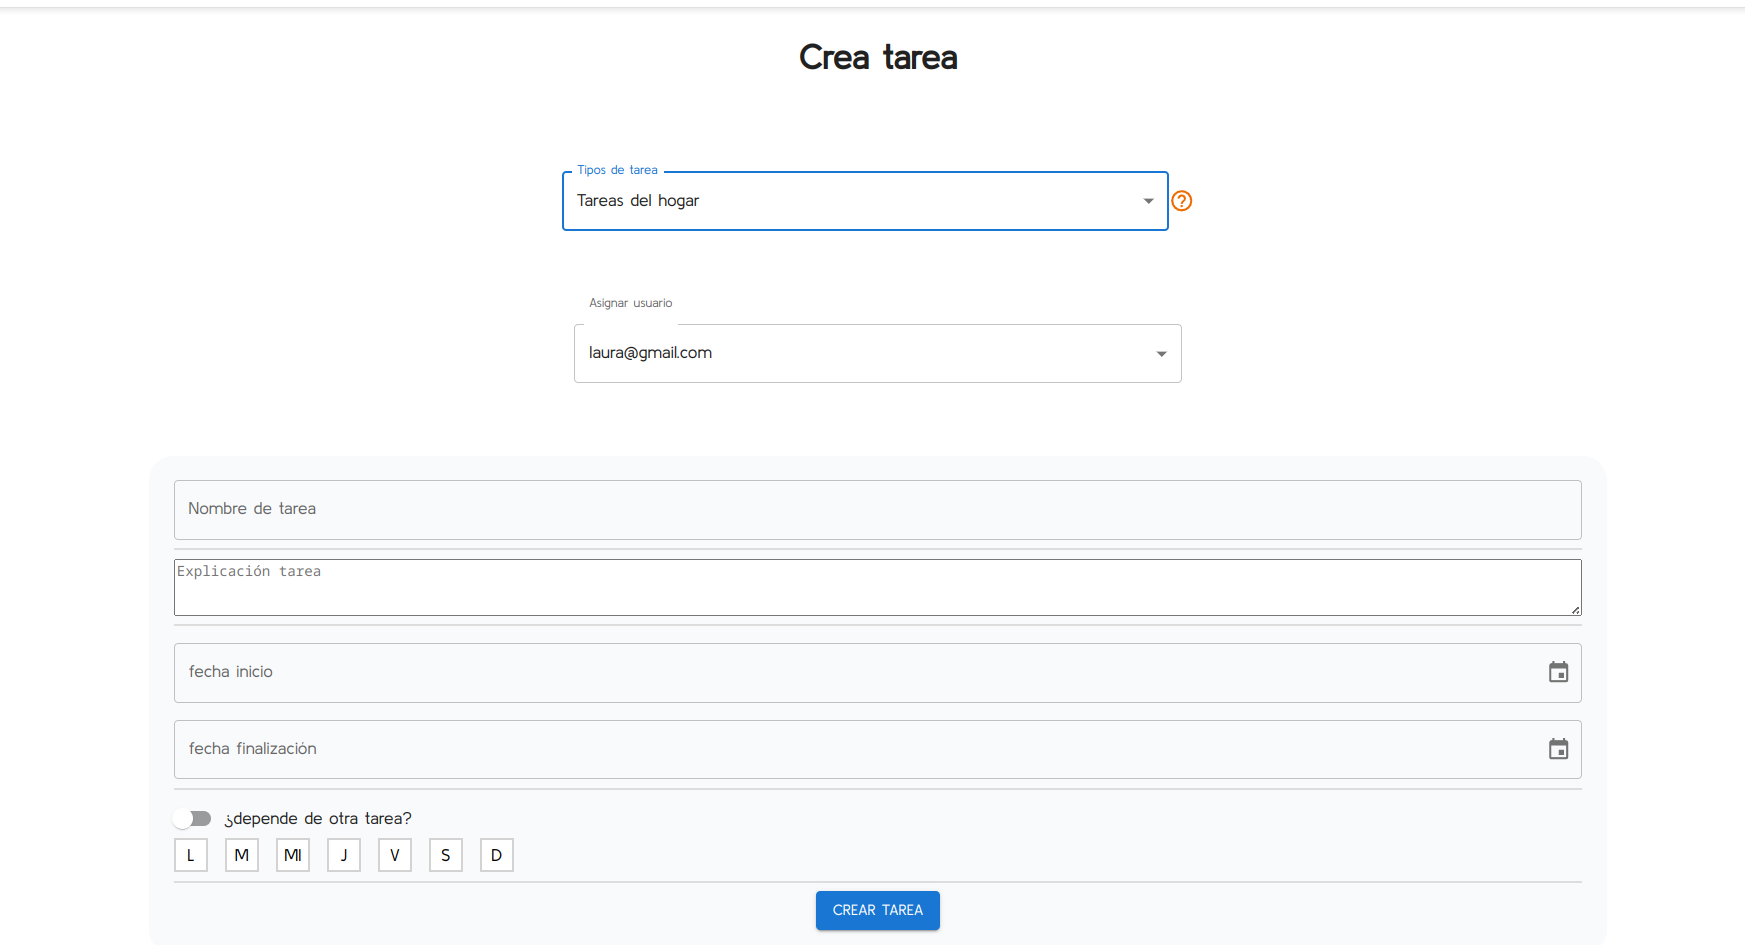 Crea tarea
Tipos de tarea
Tareas del hogar
Asignar usuario
laura@gmail.com
Nombre de tarea
Explicación tarea
fecha inicio
fecha finalización
¿depende de otra tarea?
L M MI J V S D
CREAR TAREA